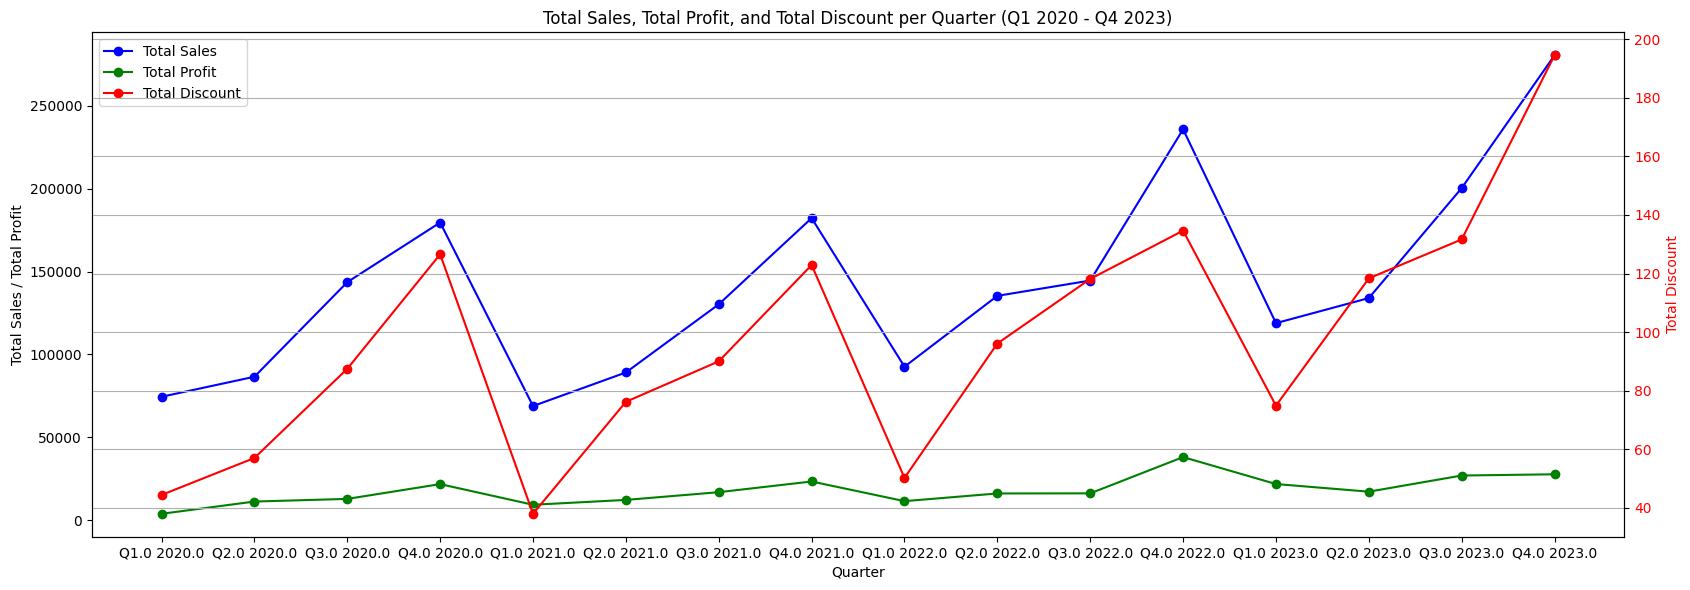 Total Sales, Total Profit, and Total Discount per Quarter (Q1 2020 - Q4 2023)
Total Sales
Total Profit
Total Discount
Total Sales / Total Profit
250000
200000
150000
100000
50000
0
200
180
160
140
120
100
80
60
40
Total Discount
Q1.0 2020.0 Q2.0 2020.0 Q3.0 2020.0 Q4.0 2020.0 Q1.0 2021.0 Q2.0 2021.0 Q3.0 2021.0 Q4.0 2021.0 Q1.0 2022.0 Q2.0 2022.0 Q3.0 2022.0 Q4.0 2022.0 Q1.0 2023.0 Q2.0 2023.0 Q3.0 2023.0 Q4.0 2023.0
Quarter